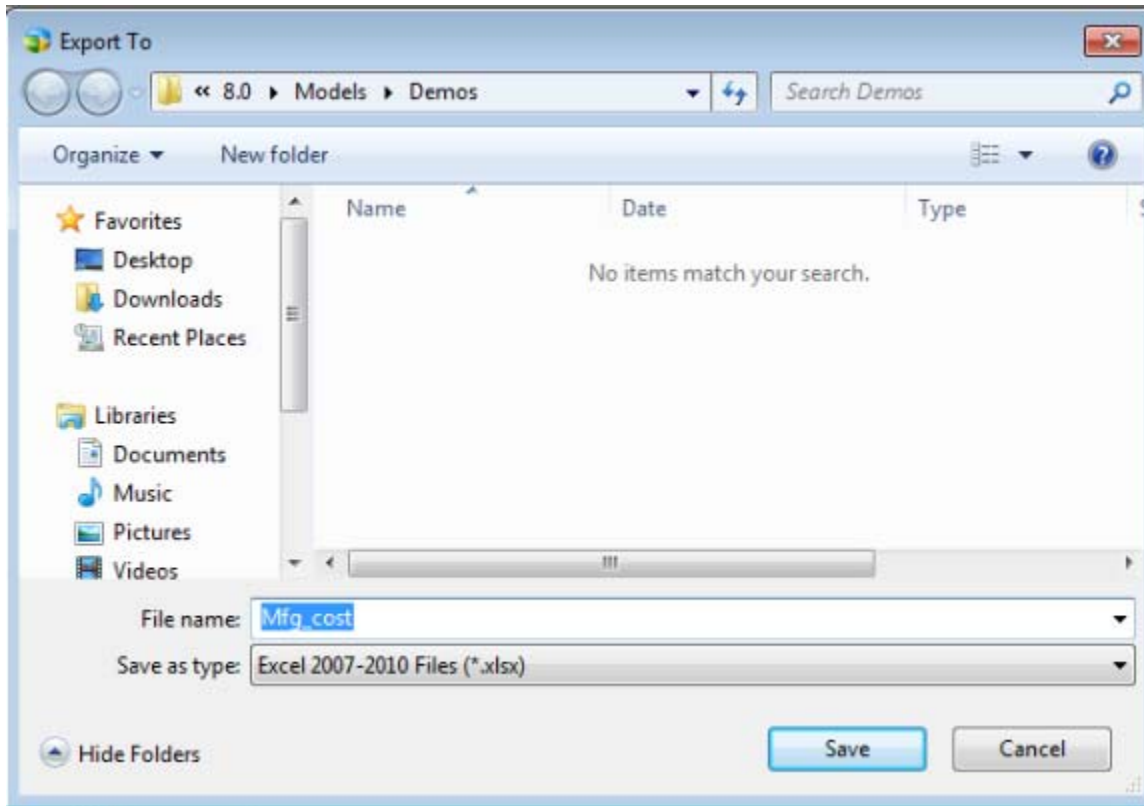 Export To
« 8.0 ▸ Models ▸ Demos
Search Demos
Organize
New folder
Name
Date
Type
Favorites
Desktop
Downloads
Recent Places
No items match your search.
Libraries
Documents
Music
Pictures
Videos
File name: Mfg_cost
Save as type: Excel 2007-2010 Files (*.xlsx)
Hide Folders
Save
Cancel